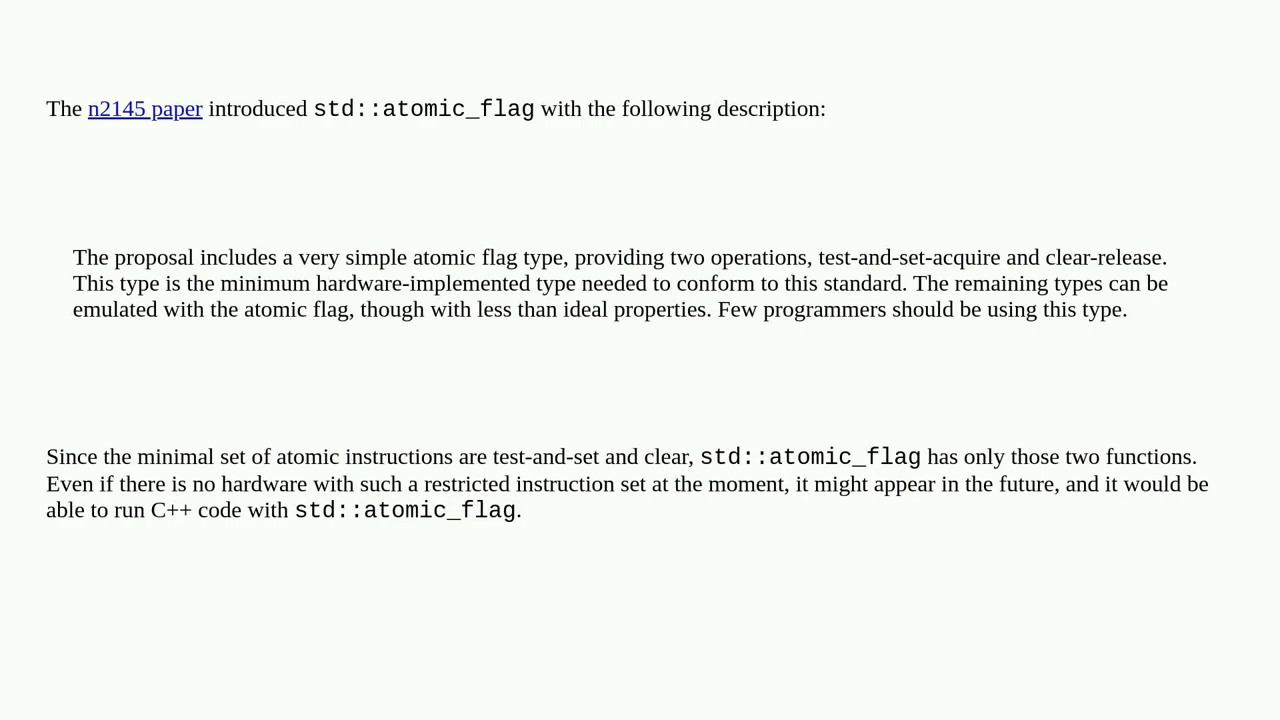 The n2145 paper introduced std::atomic_flag with the following description:
The proposal includes a very simple atomic flag type, providing two operations, test-and-set-acquire and clear-release.
This type is the minimum hardware-implemented type needed to conform to this standard. The remaining types can be
emulated with the atomic flag, though with less than ideal properties. Few programmers should be using this type.
Since the minimal set of atomic instructions are test-and-set and clear, std::atomic_flag has only those two functions.
Even if there is no hardware with such a restricted instruction set at the moment, it might appear in the future, and it would be
able to run C++ code with std::atomic_flag.